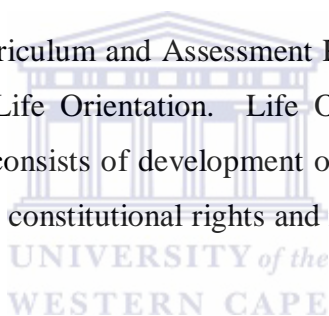 rriculum and Assessment
Life Orientation. Life O
consists of development o
constitutional rights and
UNIVERSITY of the
WESTERN CAPE